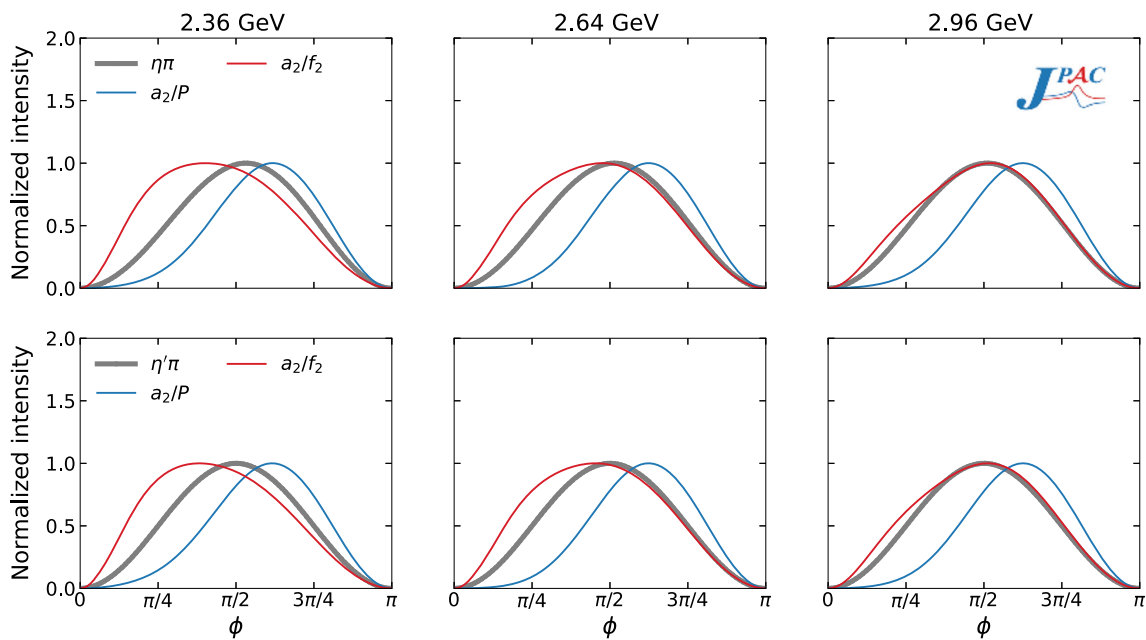 2.36 GeV 2.64 GeV 2.96 GeV
2.0
1.5
1.0
0.5
0.0
Normalized intensity
ηπ a₂/f₂
a₂/P
JPAC
2.0
1.5
1.0
0.5
0.0
Normalized intensity
η′π a₂/f₂
a₂/P
0 π/4 π/2 3π/4 π 0 π/4 π/2 3π/4 π 0 π/4 π/2 3π/4 π
ϕ ϕ ϕ